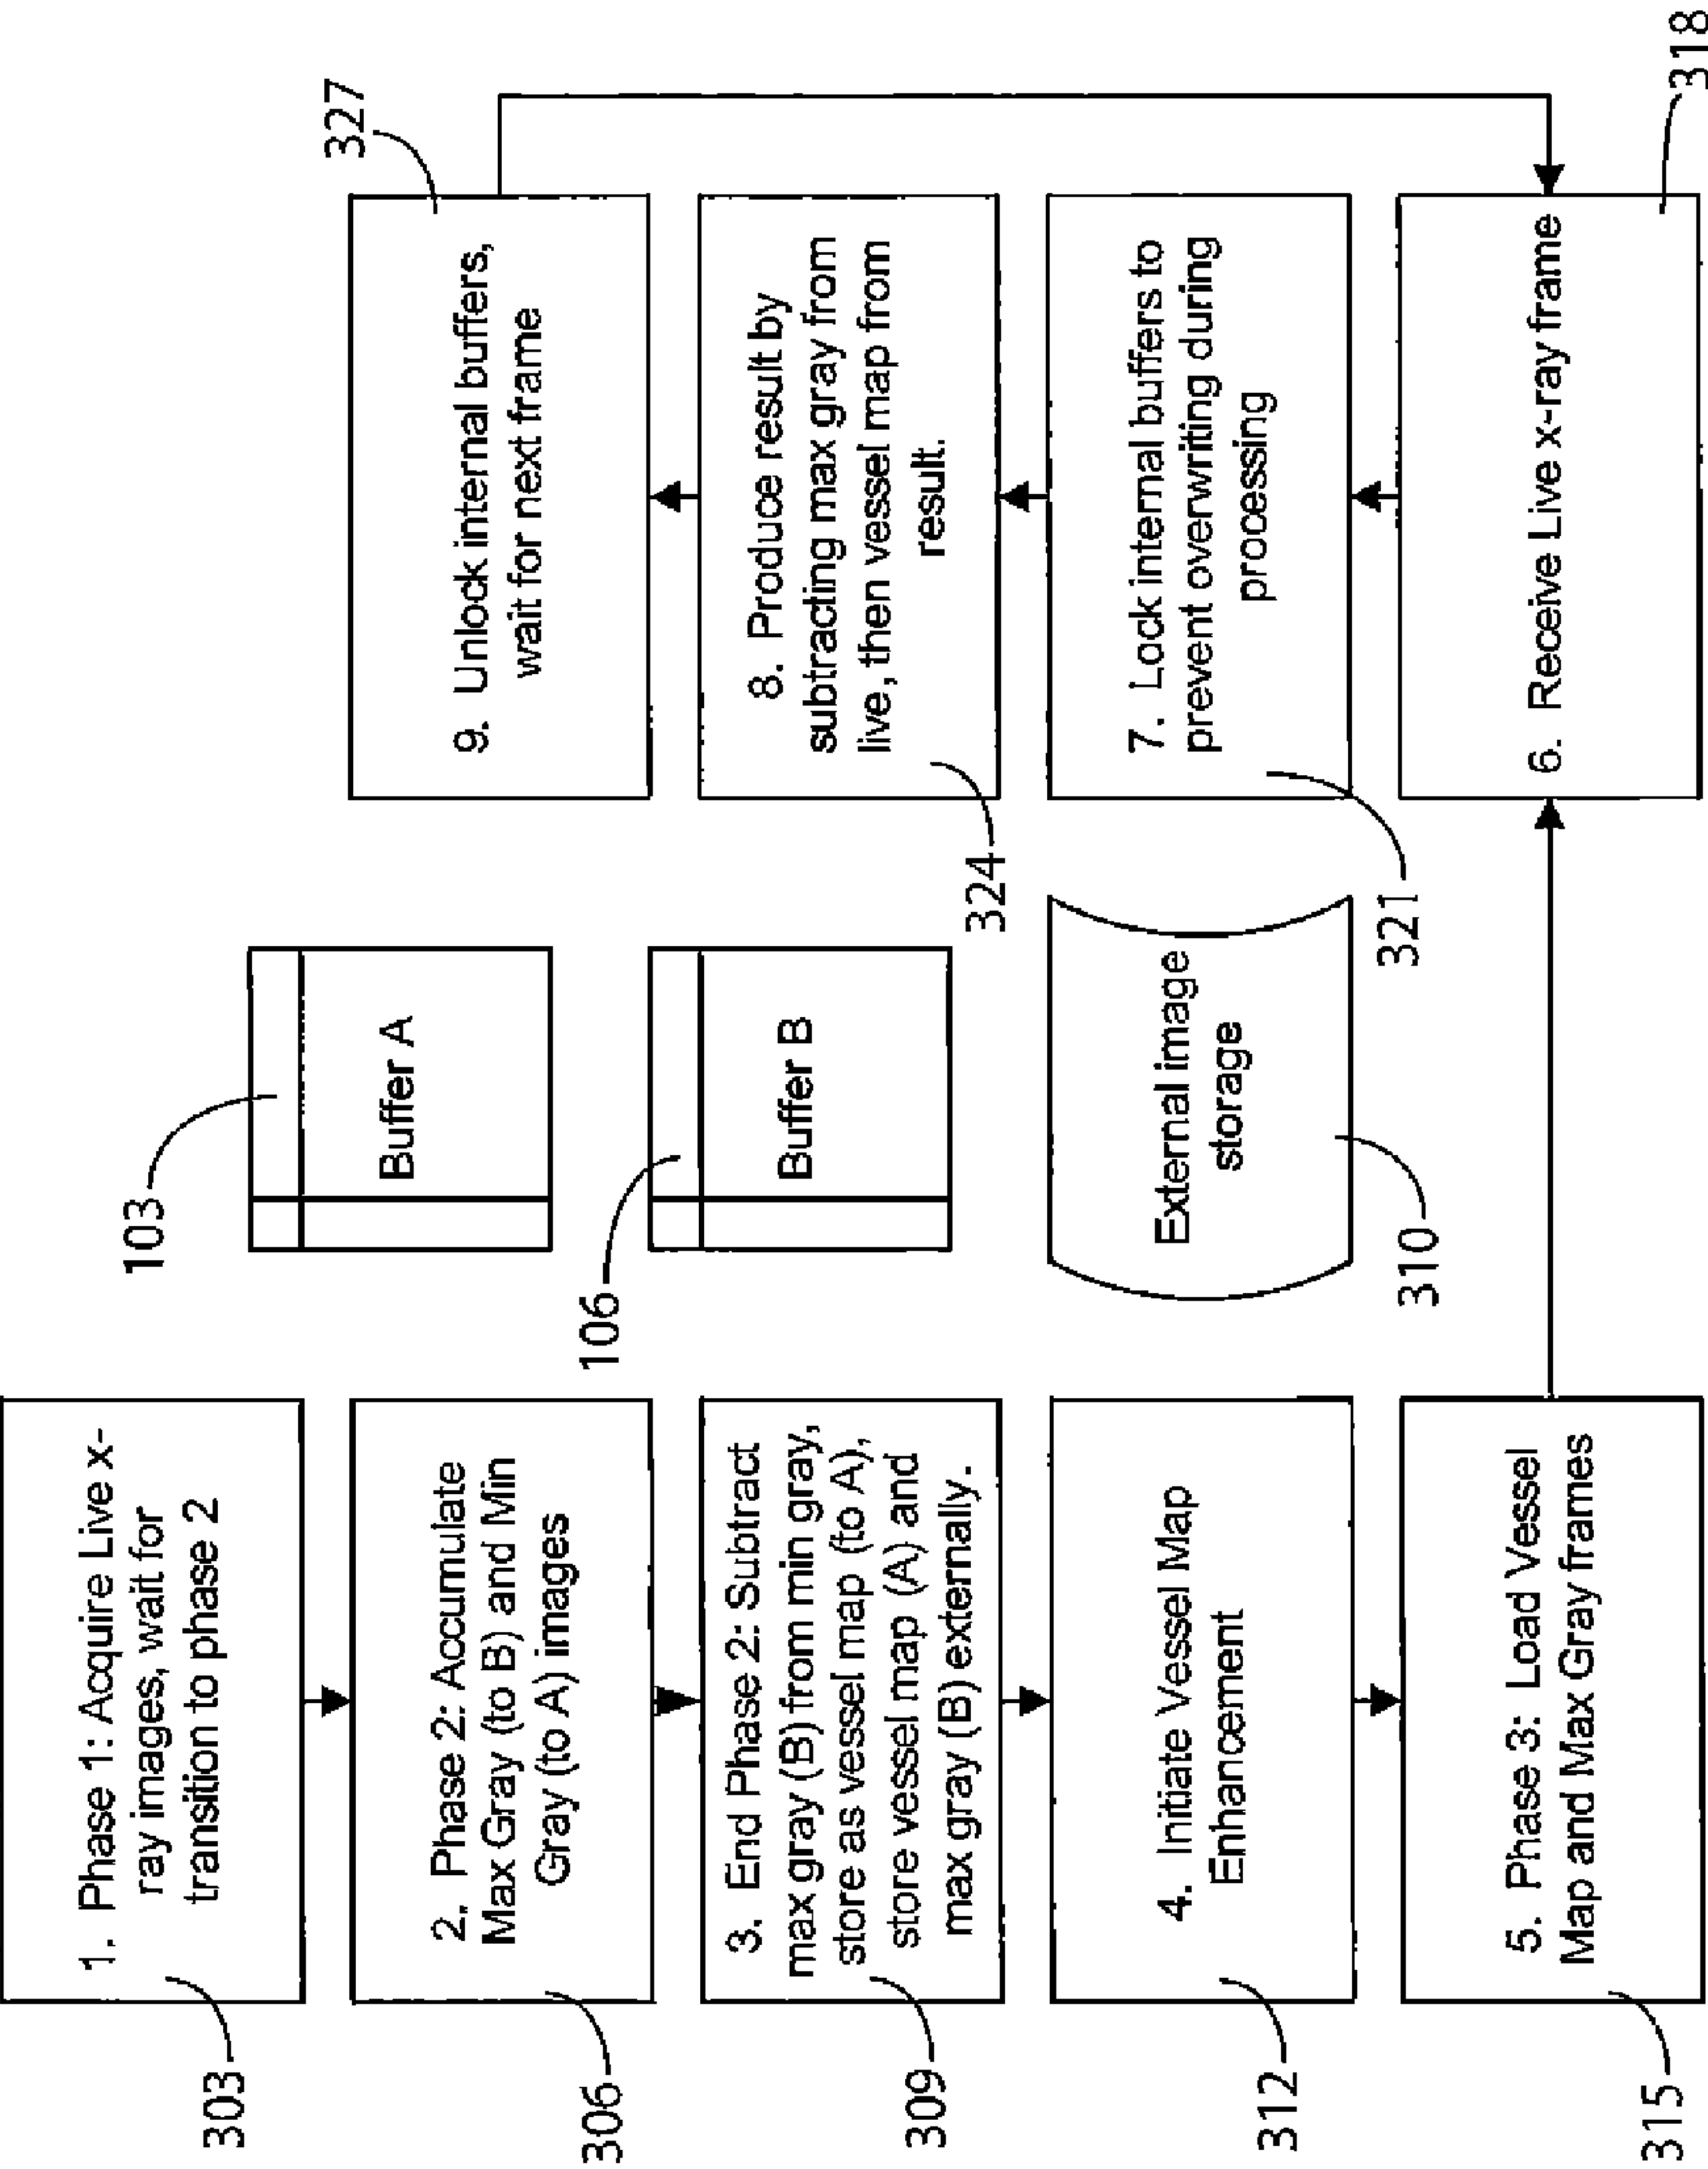 303
1. Phase 1: Acquire Live x-
ray images, wait for
transition to phase 2
306
2. Phase 2: Accumulate
Max Gray (to B) and Min
Gray (to A) images
309
3. End Phase 2: Subtract
max gray (B) from min gray,
store as vessel map (to A),
store vessel map (A) and
max gray (B) externally.
312
4. Initiate Vessel Map
Enhancement
315
5. Phase 3: Load Vessel
Map and Max Gray frames
103
Buffer A
106
Buffer B
310
External image
storage
318
6. Receive Live x-ray frame
321
7. Lock internal buffers to
prevent overwriting during
processing
324
8. Produce result by
subtracting max gray from
live, then vessel map from
result.
327
9. Unlock internal buffers,
wait for next frame